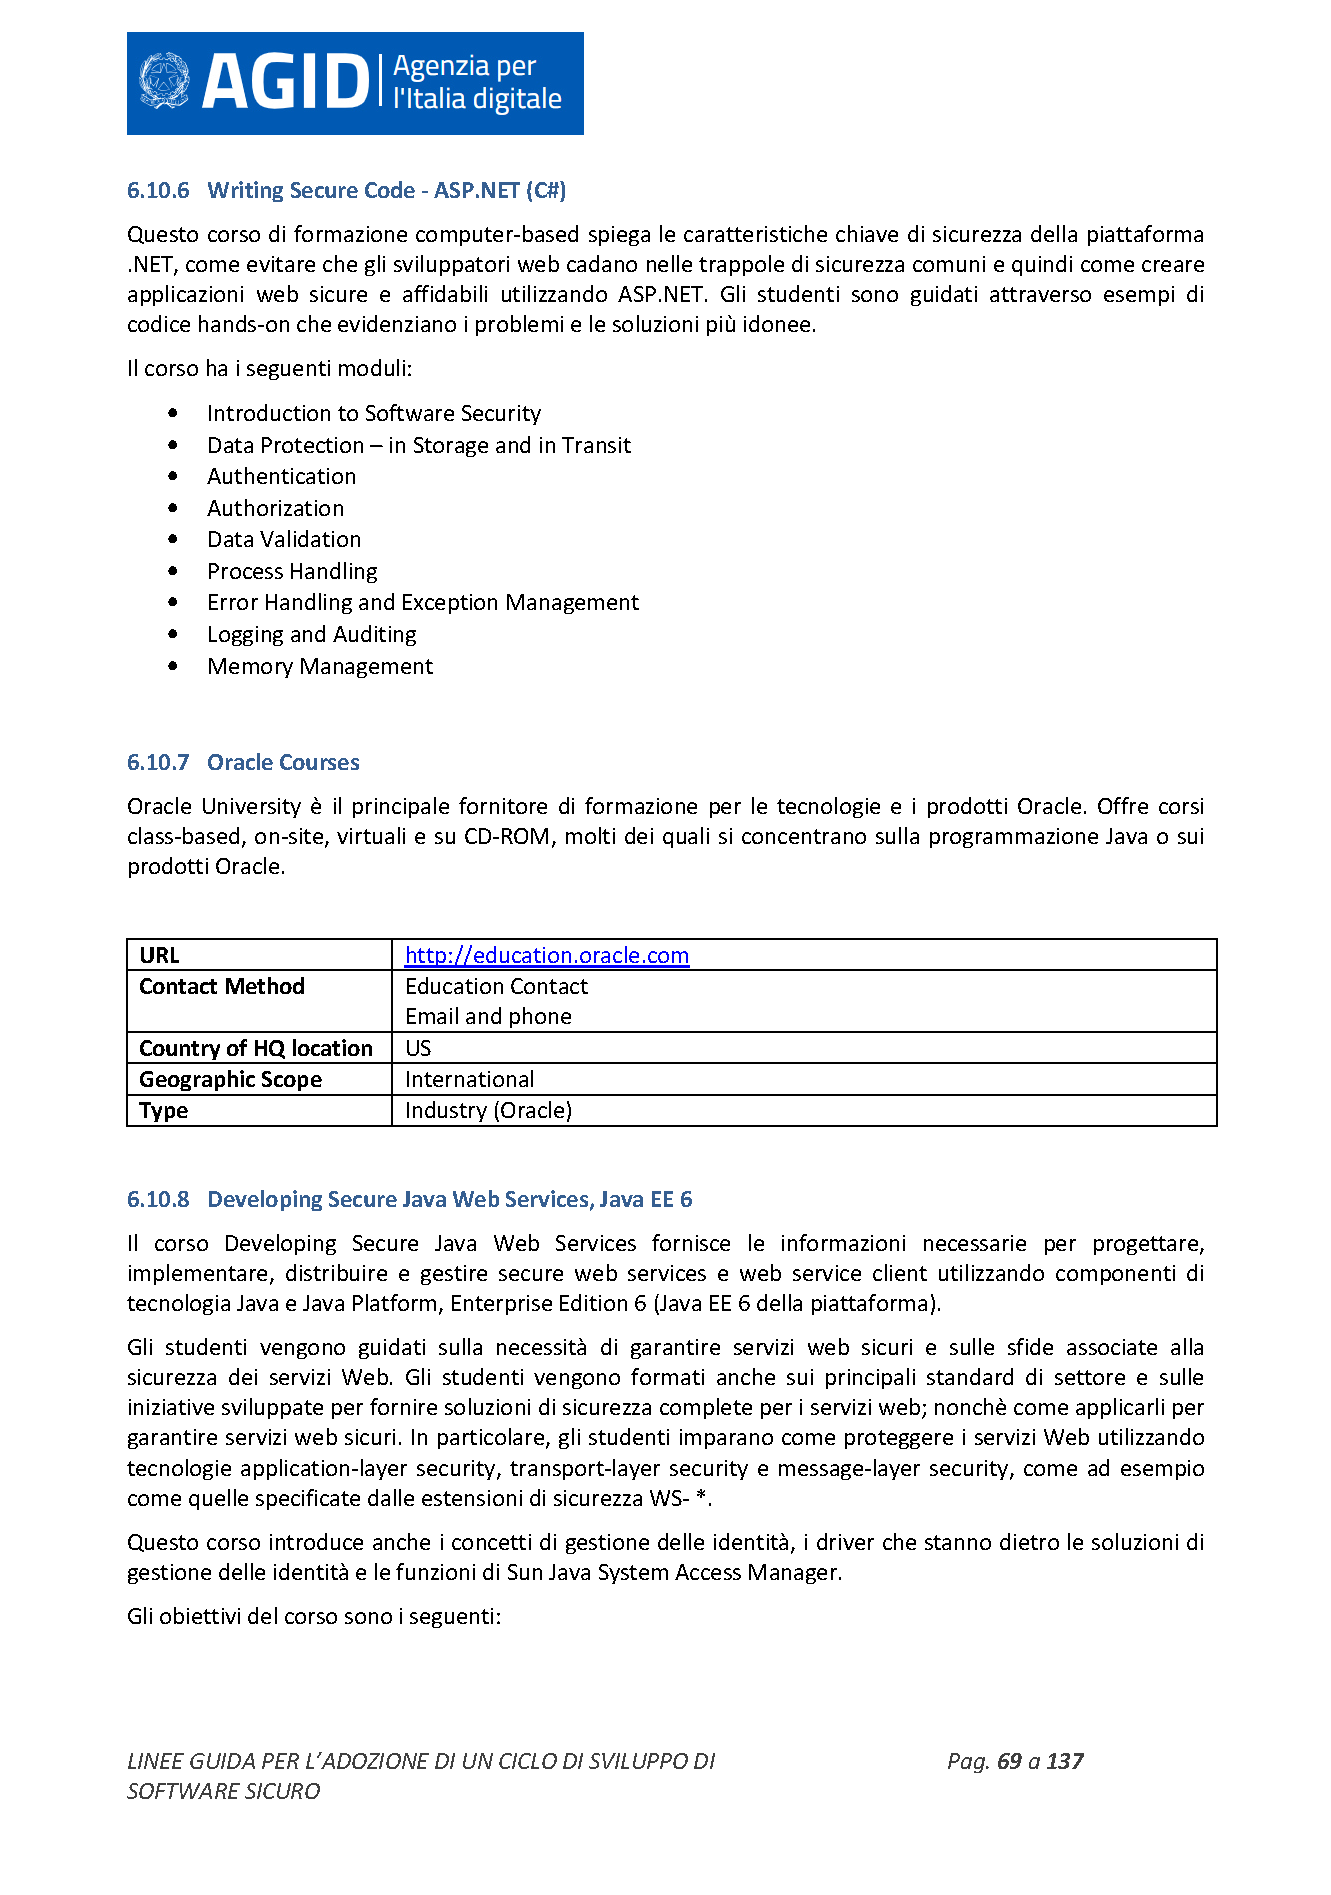 AGID Agenzia per
l'Italia digitale
6.10.6 Writing Secure Code - ASP.NET (C#)
Questo corso di formazione computer-based spiega le caratteristiche chiave di sicurezza della piattaforma
.NET, come evitare che gli sviluppatori web cadano nelle trappole di sicurezza comuni e quindi come creare
applicazioni web sicure e affidabili utilizzando ASP.NET. Gli studenti sono guidati attraverso esempi di
codice hands-on che evidenziano i problemi e le soluzioni più idonee.
Il corso ha i seguenti moduli:
• Introduction to Software Security
• Data Protection – in Storage and in Transit
• Authentication
• Authorization
• Data Validation
• Process Handling
• Error Handling and Exception Management
• Logging and Auditing
• Memory Management
6.10.7 Oracle Courses
Oracle University è il principale fornitore di formazione per le tecnologie e i prodotti Oracle. Offre corsi
class-based, on-site, virtuali e su CD-ROM, molti dei quali si concentrano sulla programmazione Java o sui
prodotti Oracle.
URL http://education.oracle.com
Contact Method Education Contact
Email and phone
Country of HQ location US
Geographic Scope International
Type Industry (Oracle)
6.10.8 Developing Secure Java Web Services, Java EE 6
Il corso Developing Secure Java Web Services fornisce le informazioni necessarie per progettare,
implementare, distribuire e gestire secure web services e web service client utilizzando componenti di
tecnologia Java e Java Platform, Enterprise Edition 6 (Java EE 6 della piattaforma).
Gli studenti vengono guidati sulla necessità di garantire servizi web sicuri e sulle sfide associate alla
sicurezza dei servizi Web. Gli studenti vengono formati anche sui principali standard di settore e sulle
iniziative sviluppate per fornire soluzioni di sicurezza complete per i servizi web; nonchè come applicarli per
garantire servizi web sicuri. In particolare, gli studenti imparano come proteggere i servizi Web utilizzando
tecnologie application-layer security, transport-layer security e message-layer security, come ad esempio
come quelle specificate dalle estensioni di sicurezza WS- *.
Questo corso introduce anche i concetti di gestione delle identità, i driver che stanno dietro le soluzioni di
gestione delle identità e le funzioni di Sun Java System Access Manager.
Gli obiettivi del corso sono i seguenti:
LINEE GUIDA PER L’ADOZIONE DI UN CICLO DI SVILUPPO DI Pag. 69 a 137
SOFTWARE SICURO